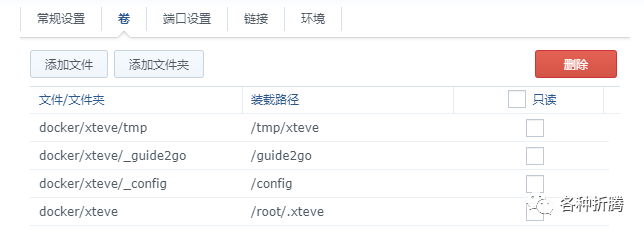 常规设置 卷 端口设置 链接 环境
添加文件 添加文件夹 删除
文件/文件夹 装载路径 只读
docker/xteve/tmp /tmp/xteve
docker/xteve/_guide2go /guide2go
docker/xteve/_config /config
docker/xteve /root/.xteve
各种折腾